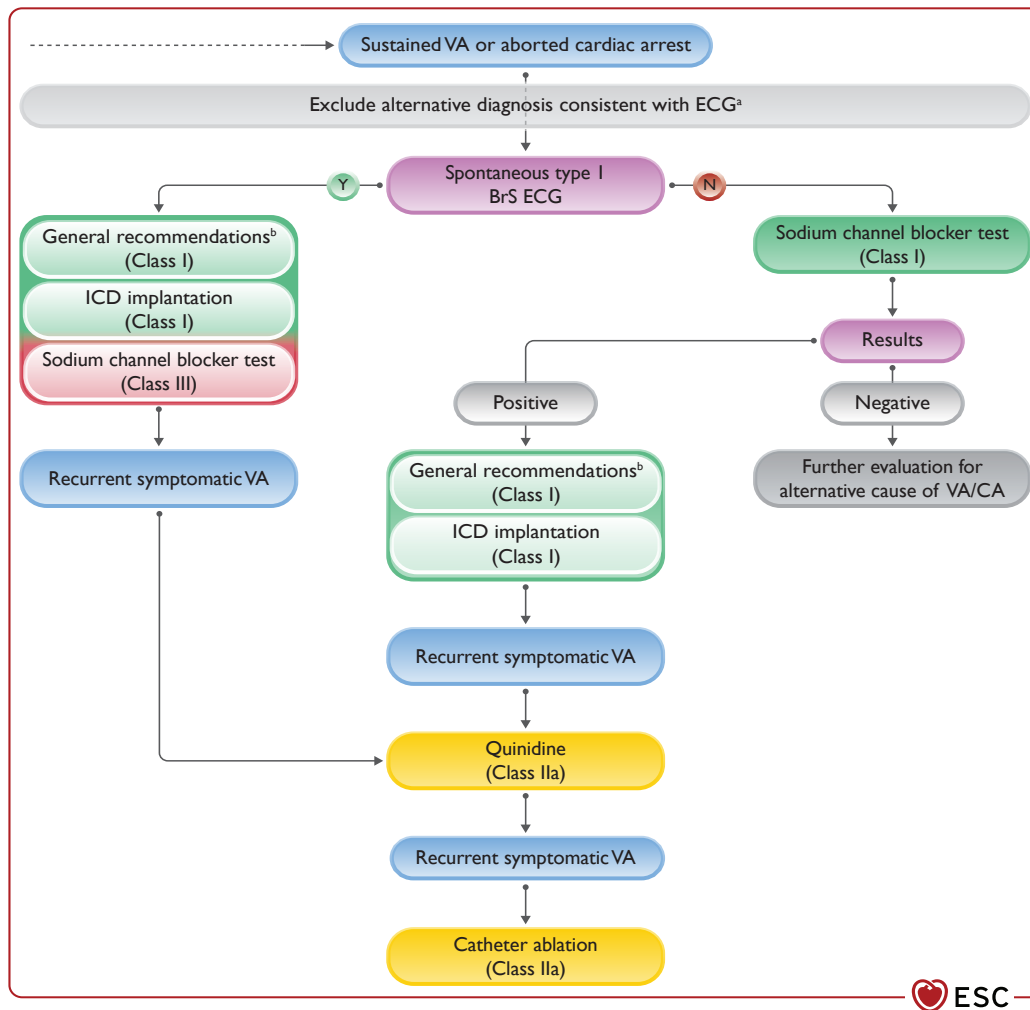 Sustained VA or aborted cardiac arrest
Exclude alternative diagnosis consistent with ECGᵃ
Spontaneous type 1
BrS ECG
Y
N
General recommendationsᵇ
(Class I)
ICD implantation
(Class I)
Sodium channel blocker test
(Class III)
Sodium channel blocker test
(Class I)
Results
Positive
Negative
Recurrent symptomatic VA
General recommendationsᵇ
(Class I)
ICD implantation
(Class I)
Further evaluation for
alternative cause of VA/CA
Recurrent symptomatic VA
Quinidine
(Class IIa)
Recurrent symptomatic VA
Catheter ablation
(Class IIa)
ESC